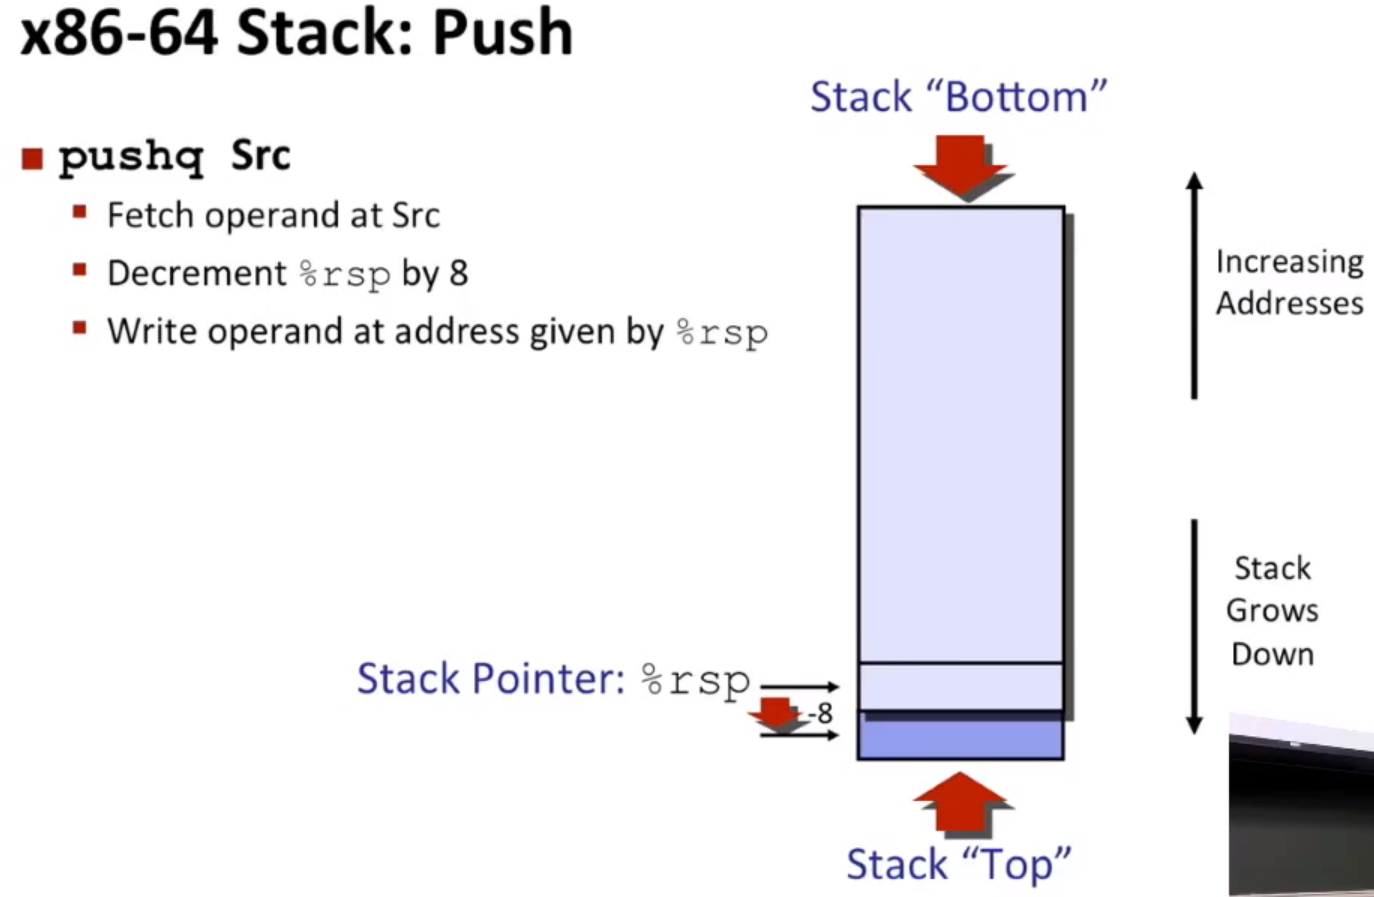 x86-64 Stack: Push
pushq Src
Fetch operand at Src
Decrement %rsp by 8
Write operand at address given by %rsp
Stack “Bottom”
Increasing
Addresses
Stack
Grows
Down
Stack Pointer: %rsp
-8
Stack “Top”